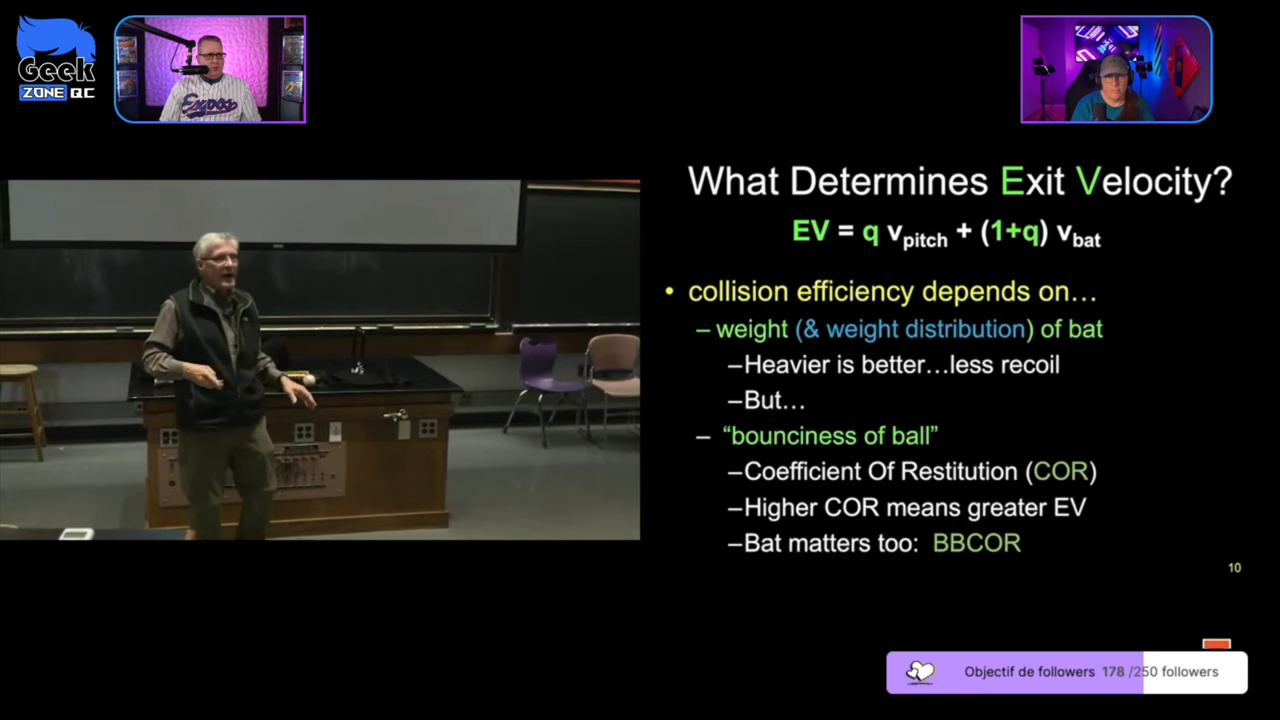 Geek
ZONE QC
Expos
What Determines Exit Velocity?
EV = q vpitch + (1+q) vbat
• collision efficiency depends on…
– weight (& weight distribution) of bat
–Heavier is better…less recoil
–But…
– “bounciness of ball”
–Coefficient Of Restitution (COR)
–Higher COR means greater EV
–Bat matters too: BBCOR
10
Objectif de followers 178 /250 followers